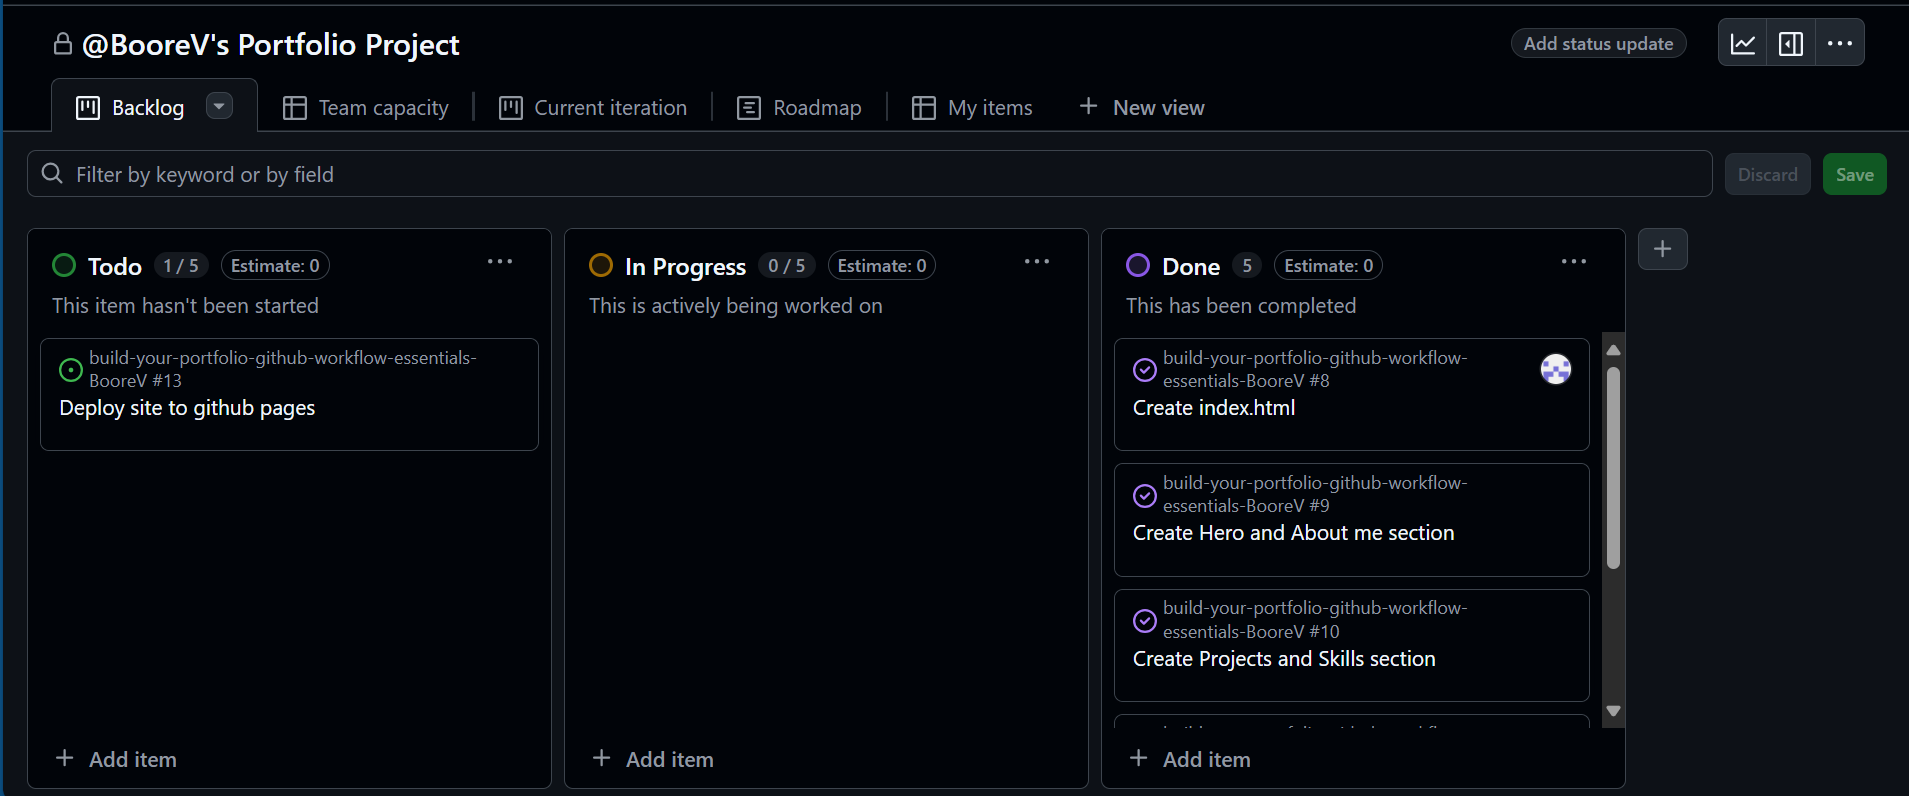 @BooreV's Portfolio Project
Add status update
Backlog
Team capacity
Current iteration
Roadmap
My items
New view
Filter by keyword or by field
Discard
Save
Todo 1 / 5 Estimate: 0
This item hasn't been started
build-your-portfolio-github-workflow-essentials-
BooreV #13
Deploy site to github pages
Add item
In Progress 0 / 5 Estimate: 0
This is actively being worked on
Add item
Done 5 Estimate: 0
This has been completed
build-your-portfolio-github-workflow-
essentials-BooreV #8
Create index.html
build-your-portfolio-github-workflow-
essentials-BooreV #9
Create Hero and About me section
build-your-portfolio-github-workflow-
essentials-BooreV #10
Create Projects and Skills section
Add item